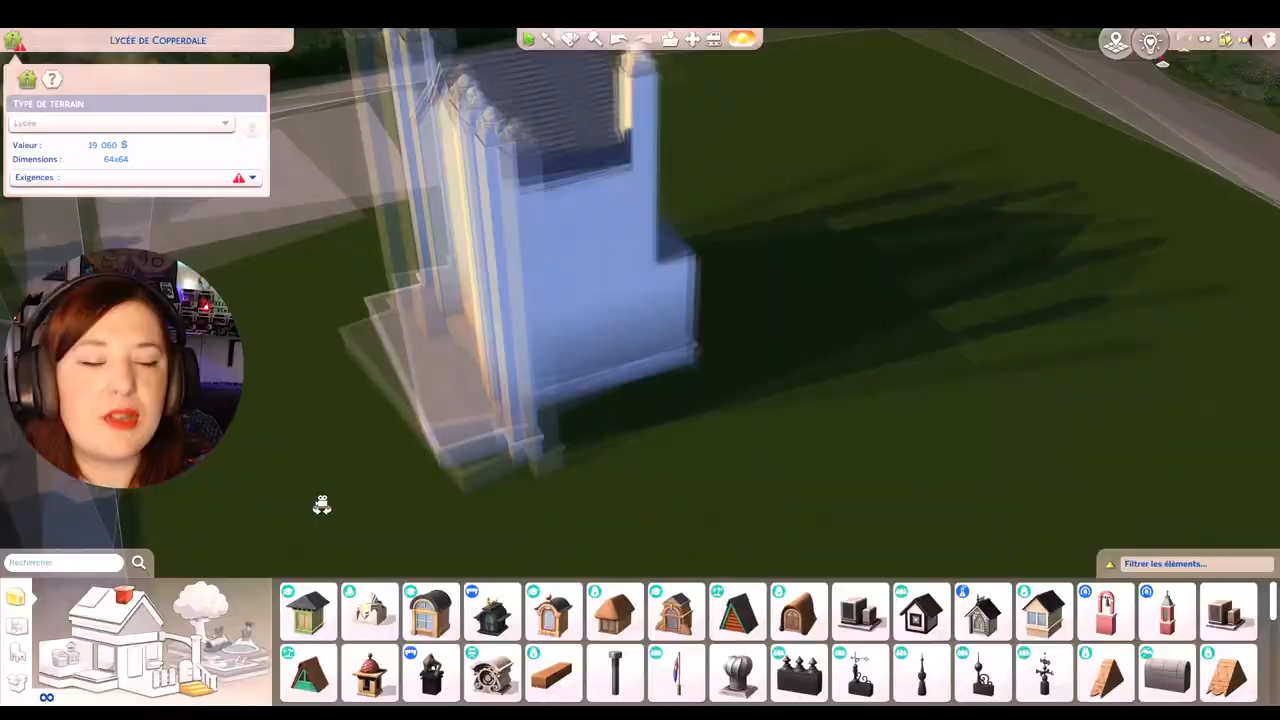 LYCÉE DE COPPERDALE
TYPE DE TERRAIN
Lycée
Valeur : 19 060 §
Dimensions : 64x64
Exigences :
Rechercher
Filtrer les éléments...